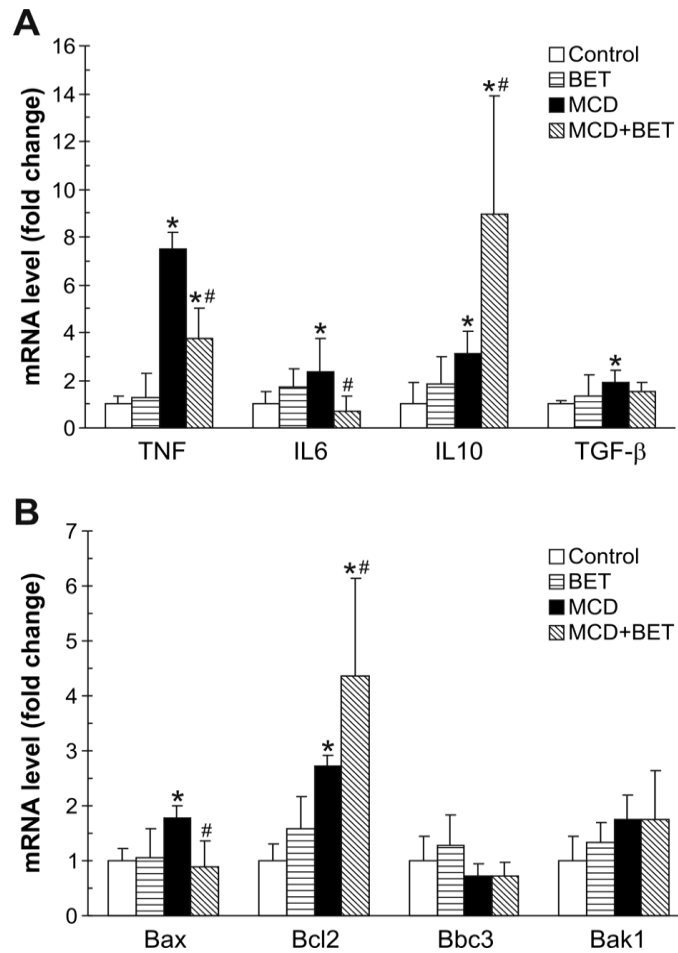 A
16
14
12
10
8
6
4
2
0
mRNA level (fold change)
Control
BET
MCD
MCD+BET
*
*#
*
#
*
*#
*
TNF IL6 IL10 TGF-β
B
7
6
5
4
3
2
1
0
mRNA level (fold change)
Control
BET
MCD
MCD+BET
*
#
*
*#
Bax Bcl2 Bbc3 Bak1